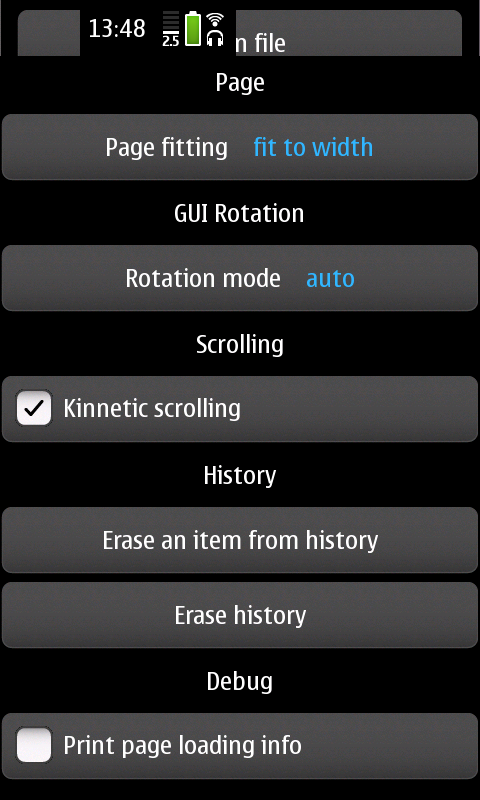 13:48
2.5
n file
Page
Page fitting fit to width
GUI Rotation
Rotation mode auto
Scrolling
Kinnetic scrolling
History
Erase an item from history
Erase history
Debug
Print page loading info